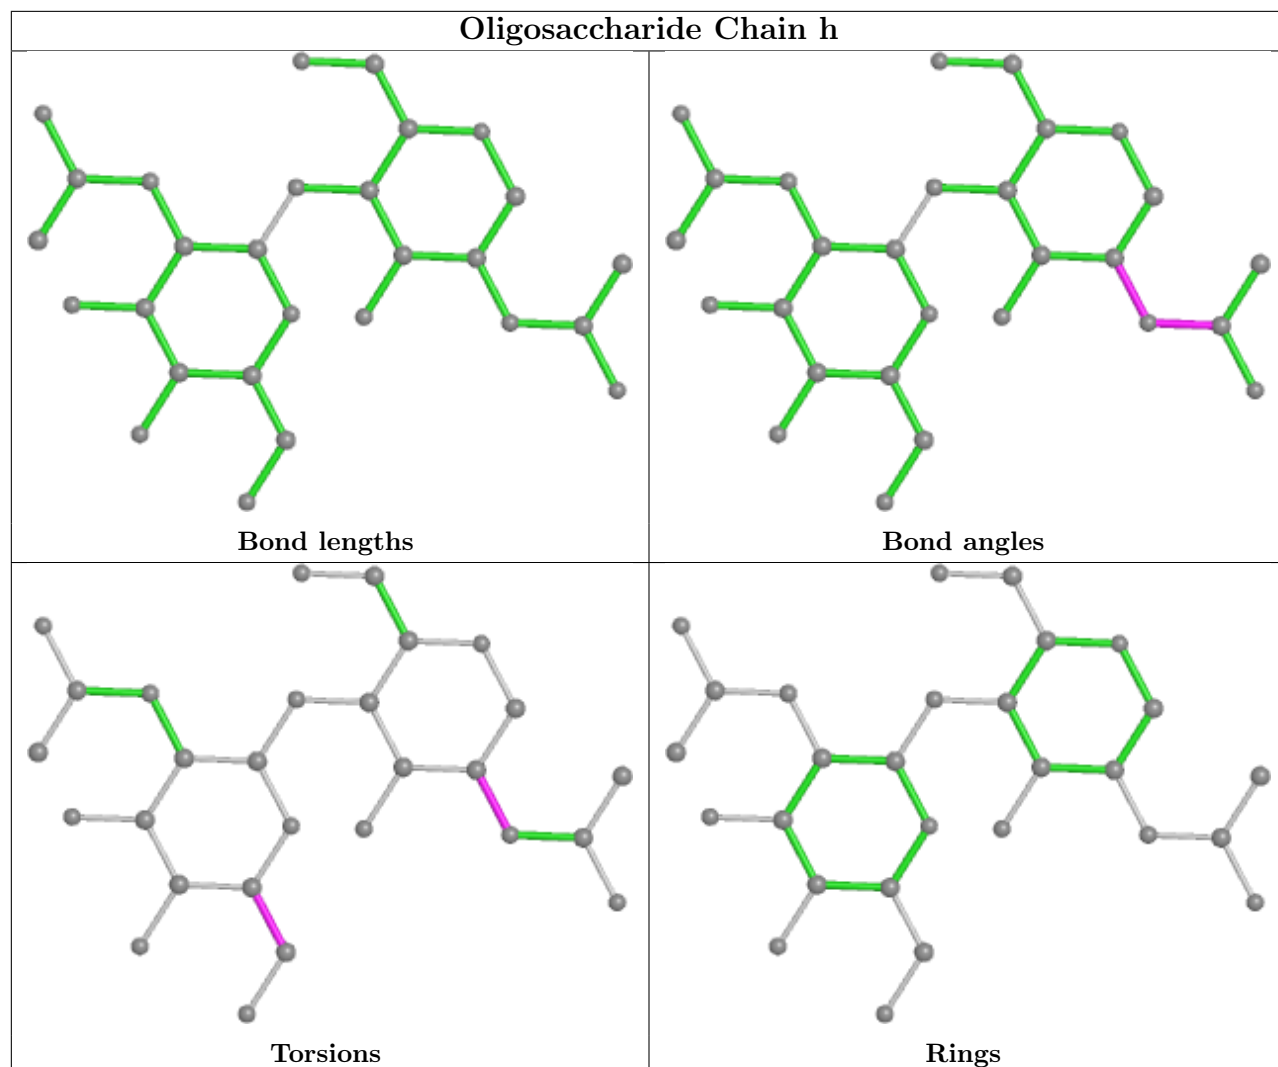 Oligosaccharide Chain h
Bond lengths
Bond angles
Torsions
Rings